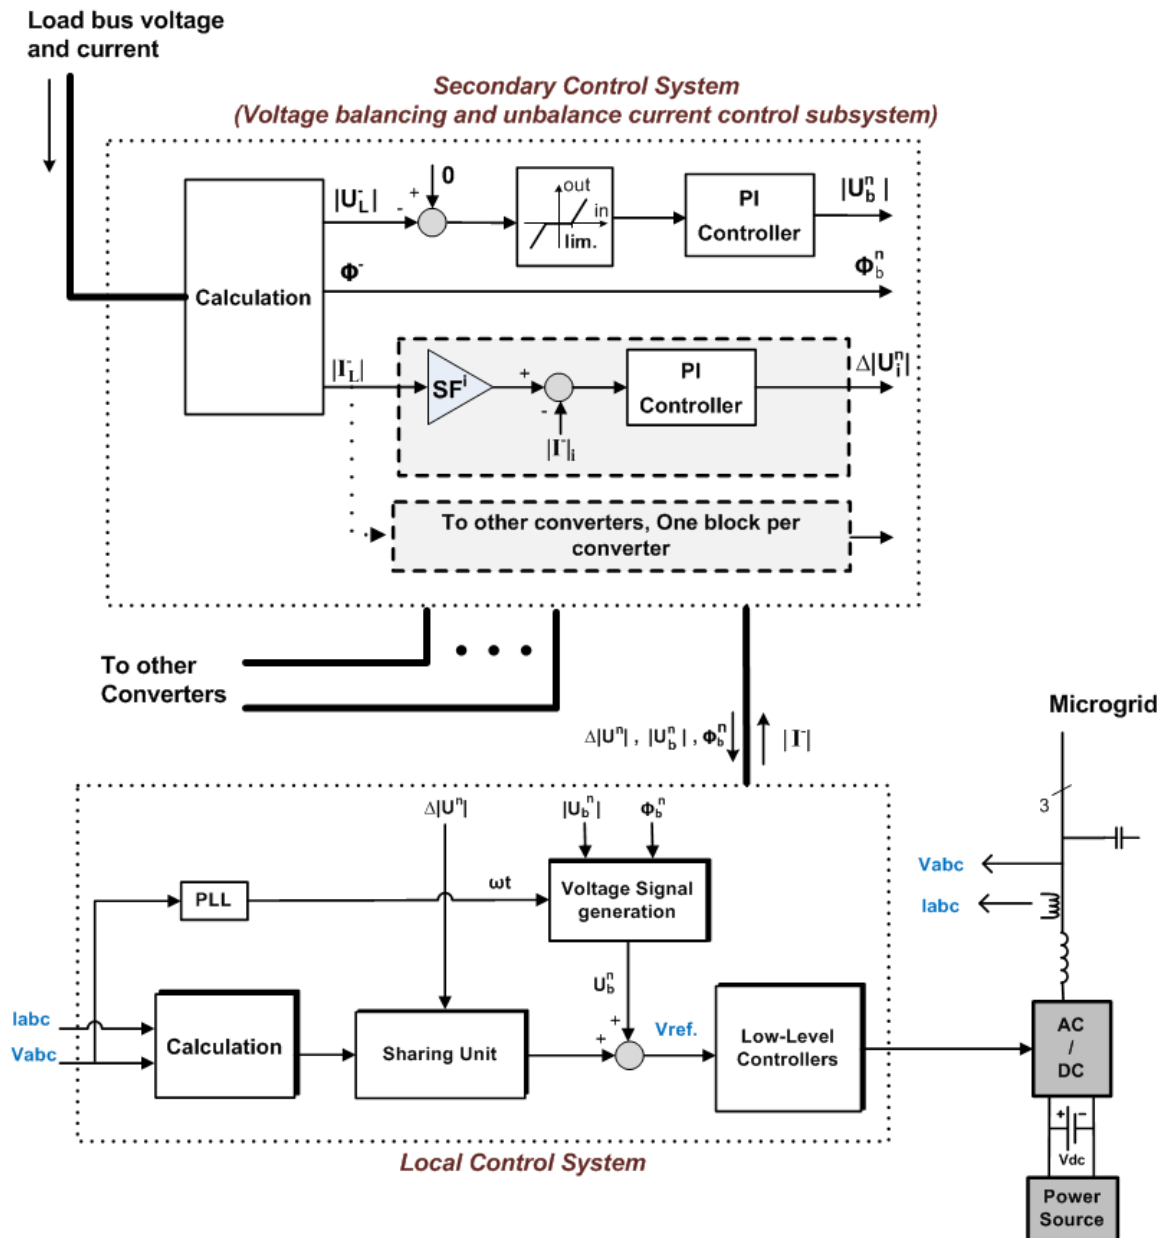 Load bus voltage
and current
Secondary Control System
(Voltage balancing and unbalance current control subsystem)
|U⁻L|
+
-
0
out
in
lim.
PI
Controller
|Uⁿb|
Calculation
Φ⁻
Φⁿb
|I⁻L|
SFⁱ
+
-
|I⁻|i
PI
Controller
Δ|Uⁿi|
To other converters, One block per
converter
To other
Converters
Δ|Uⁿ| , |Uⁿb| , Φⁿb
|I⁻|
Microgrid
3
Vabc
Iabc
Δ|Uⁿ|
|Ubⁿ|
Φbⁿ
PLL
ωt
Voltage Signal
generation
Uⁿb
Iabc
Vabc
Calculation
Sharing Unit
+
+
Vref.
Low-Level
Controllers
AC
/
DC
+
-
Vdc
Power
Source
Local Control System